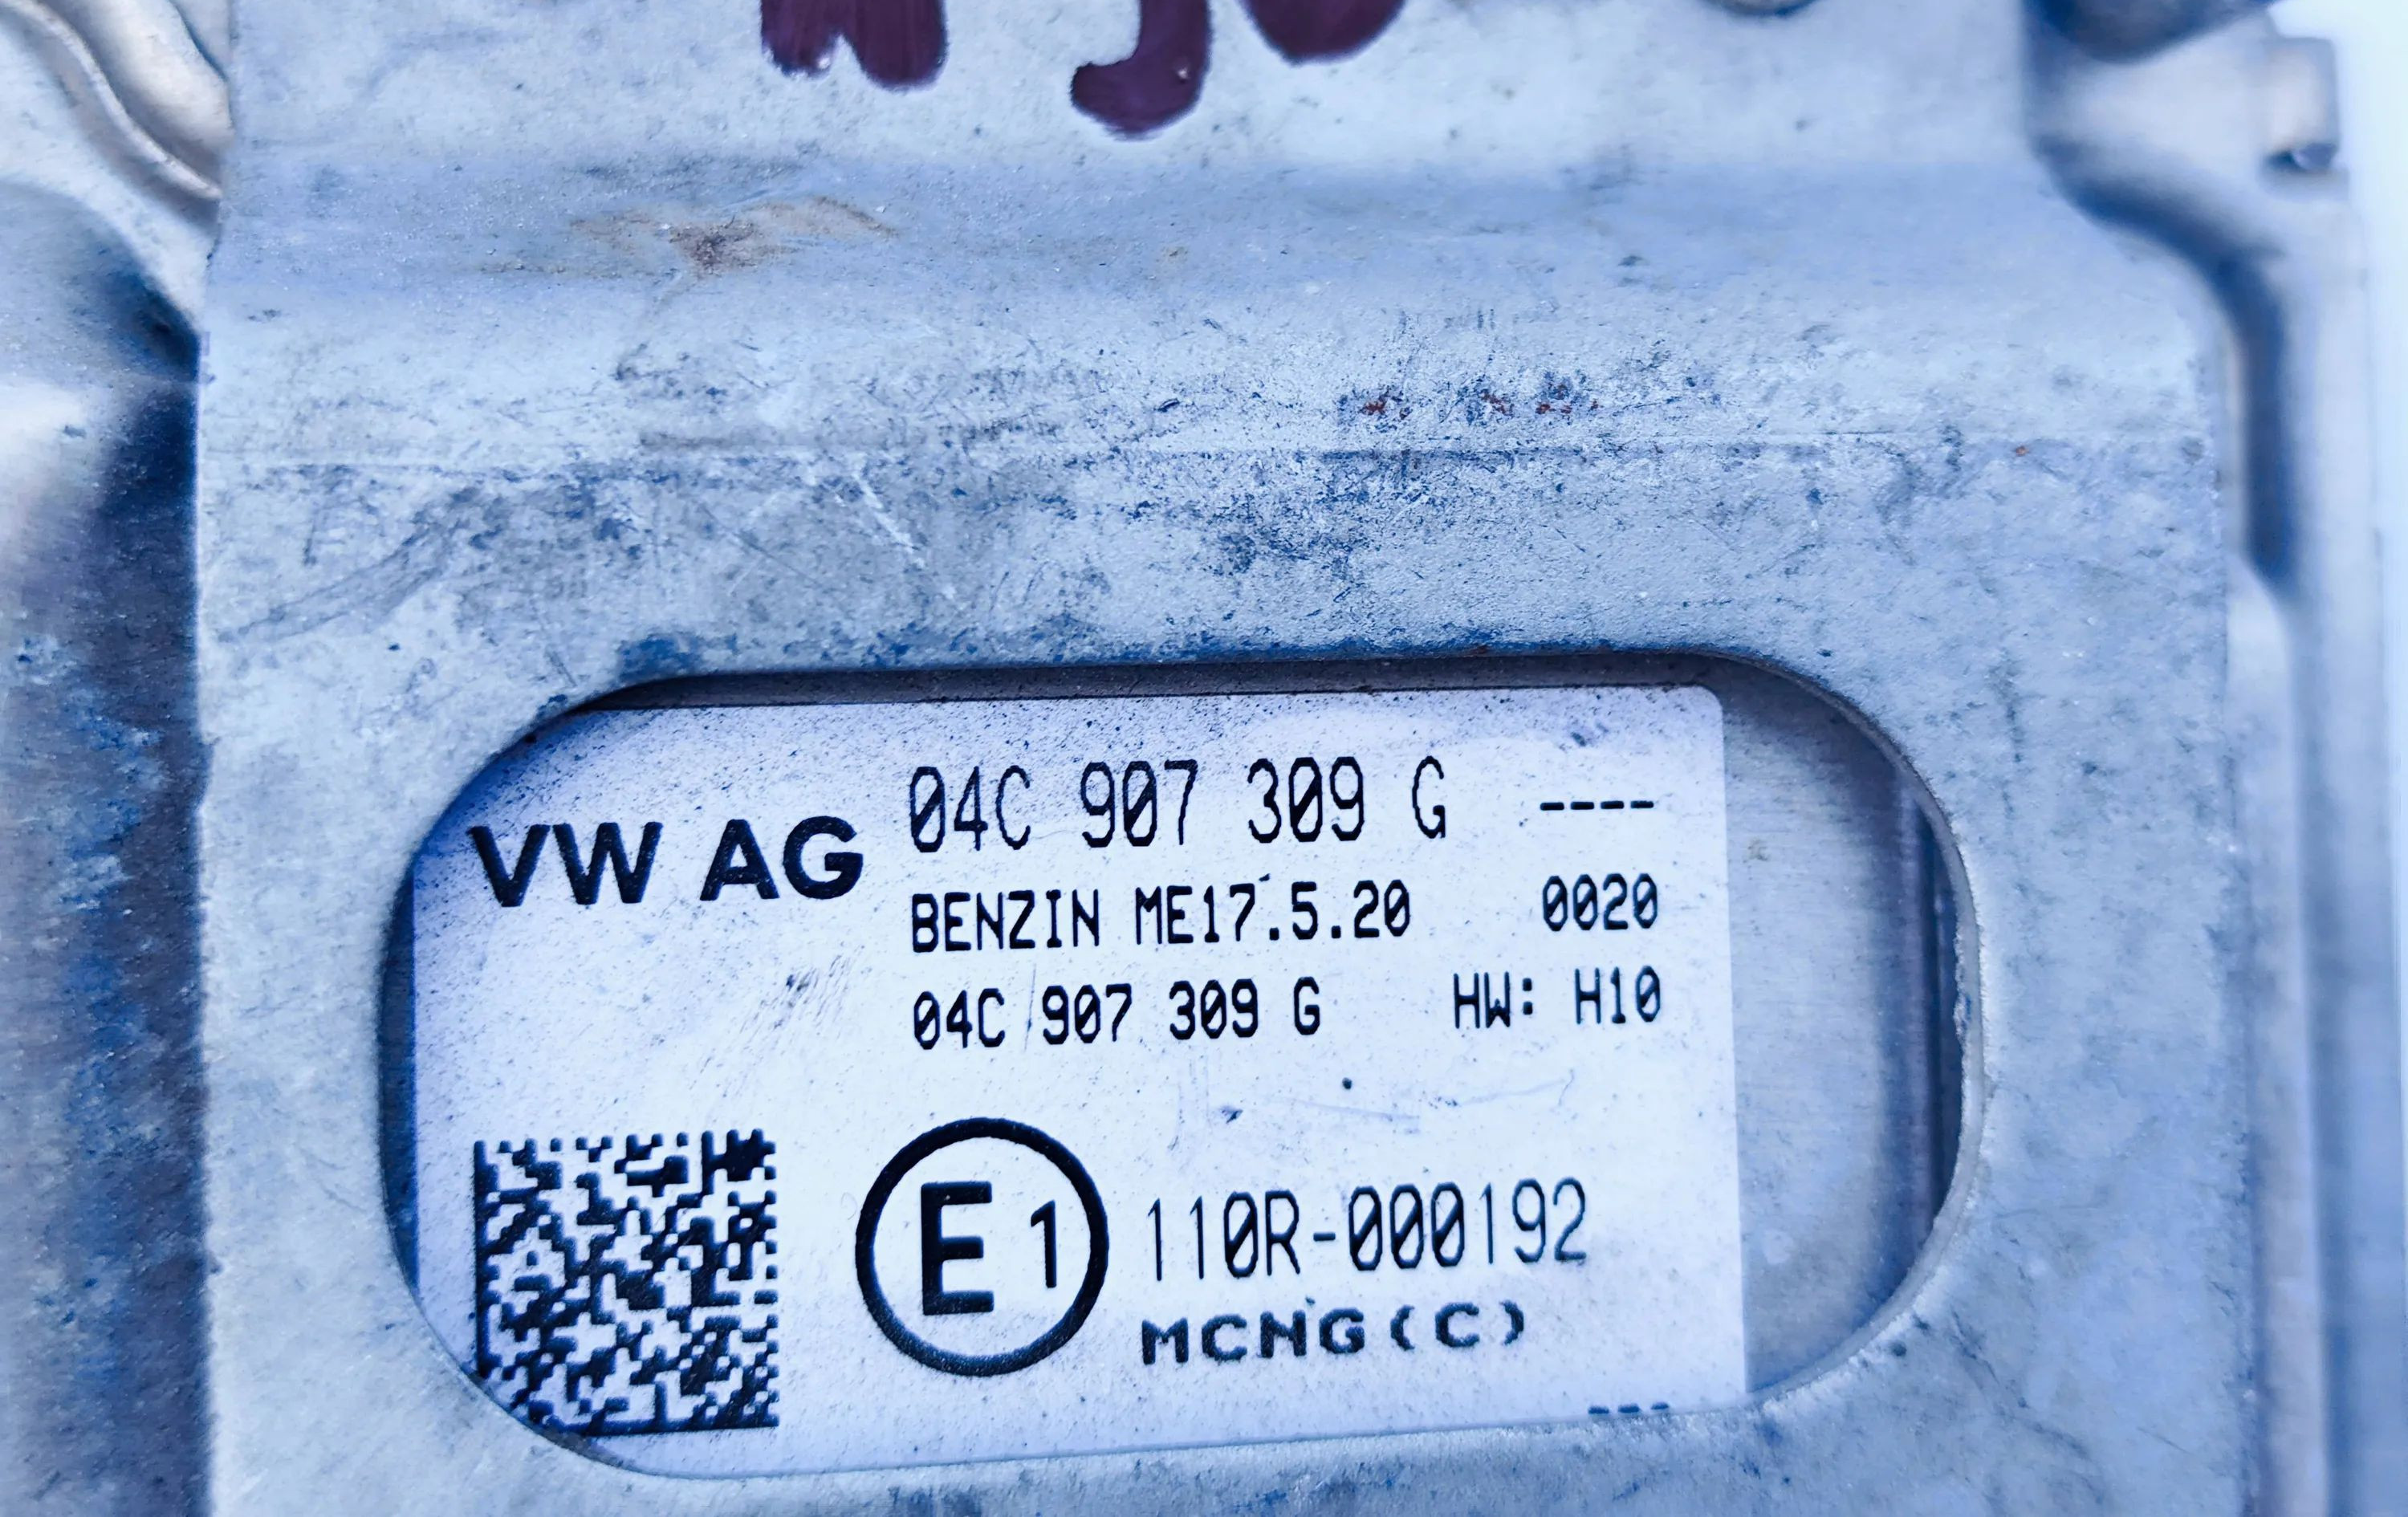 VW AG
04C 907 309 G ----
BENZIN ME17.5.20 0020
04C 907 309 G HW: H10
E1 110R-000192
MCNG(C)